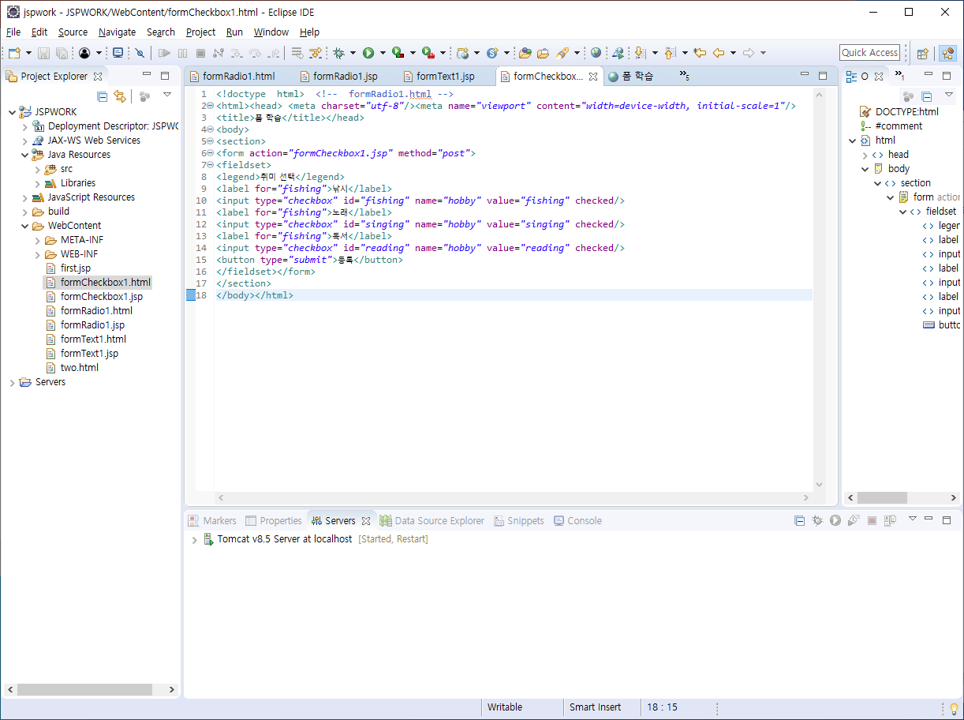 jspwork - JSPWORK/WebContent/formCheckbox1.html - Eclipse IDE
File Edit Source Navigate Search Project Run Window Help
Quick Access
Project Explorer
JSPWORK
Deployment Descriptor: JSPWC
JAX-WS Web Services
Java Resources
src
Libraries
JavaScript Resources
build
WebContent
META-INF
WEB-INF
first.jsp
formCheckbox1.html
formCheckbox1.jsp
formRadio1.html
formRadio1.jsp
formText1.html
formText1.jsp
two.html
Servers
formRadio1.html formRadio1.jsp formText1.jsp formCheckbox... 폼 학습 »5
1 <!doctype html> <!-- formRadio1.html -->
2 <html><head> <meta charset="utf-8"/><meta name="viewport" content="width=device-width, initial-scale=1"/>
3 <title>폼 학습</title></head>
4 <body>
5 <section>
6 <form action="formCheckbox1.jsp" method="post">
7 <fieldset>
8 <legend>취미 선택</legend>
9 <label for="fishing">낚시</label>
10 <input type="checkbox" id="fishing" name="hobby" value="fishing" checked/>
11 <label for="fishing">노래</label>
12 <input type="checkbox" id="singing" name="hobby" value="singing" checked/>
13 <label for="fishing">독서</label>
14 <input type="checkbox" id="reading" name="hobby" value="reading" checked/>
15 <button type="submit">등록</button>
16 </fieldset></form>
17 </section>
18 </body></html>
O »1
DOCTYPE:html
#comment
html
head
body
section
form actio
fieldset
leger
label
input
label
input
label
input
butto
Markers Properties Servers Data Source Explorer Snippets Console
Tomcat v8.5 Server at localhost [Started, Restart]
Writable Smart Insert 18 : 15